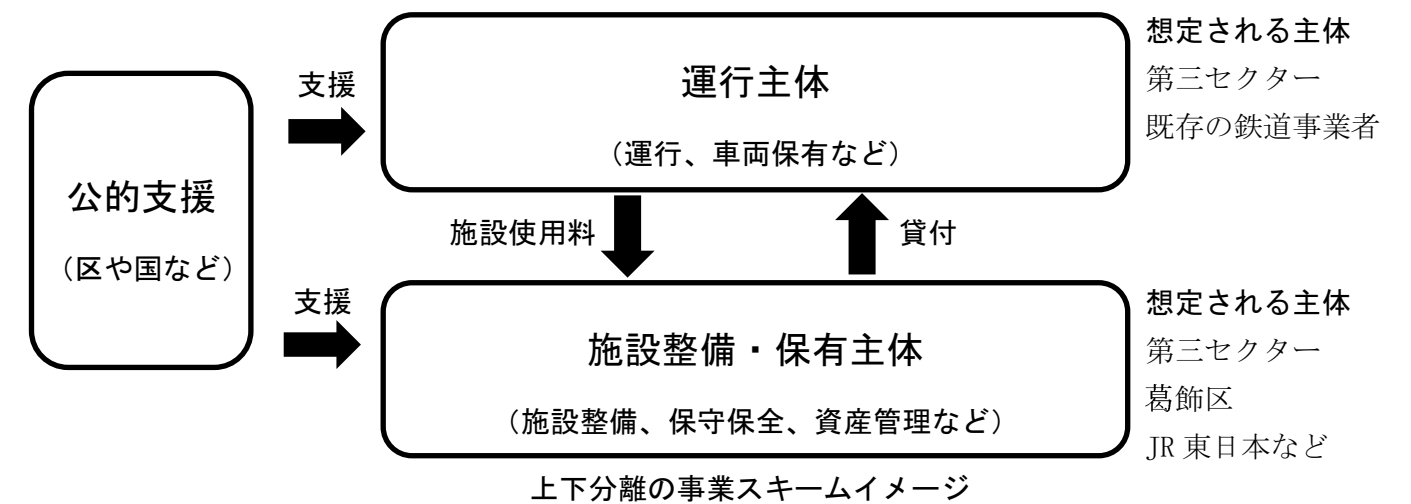 公的支援
（区や国など）
支援
支援
運行主体
（運行、車両保有など）
想定される主体
第三セクター
既存の鉄道事業者
施設使用料
貸付
施設整備・保有主体
（施設整備、保守保全、資産管理など）
想定される主体
第三セクター
葛飾区
JR 東日本など
上下分離の事業スキームイメージ